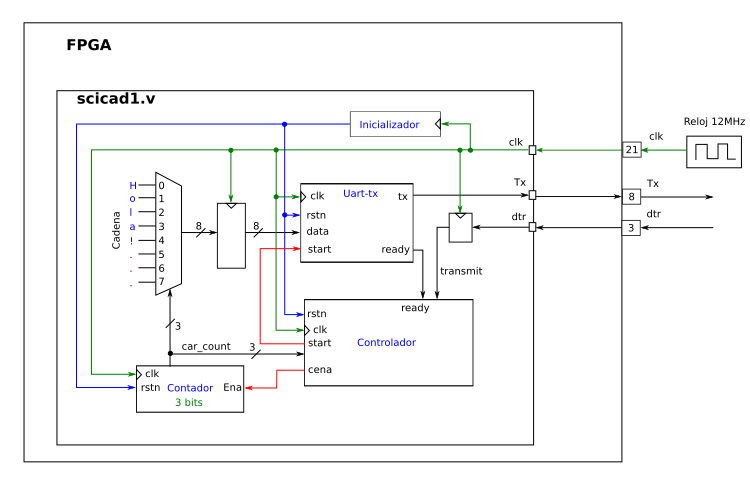 FPGA
scicad1.v
Inicializador
Reloj 12MHz
clk
clk
21
Tx
Tx
8
dtr
dtr
3
Cadena
H 0
o 1
l 2
a 3
! 4
. 5
. 6
. 7
8
8
Uart-tx
clk
tx
rstn
data
start
ready
transmit
3
car_count
3
ready
rstn
clk
start
Controlador
cena
clk
rstn
Contador
Ena
3 bits